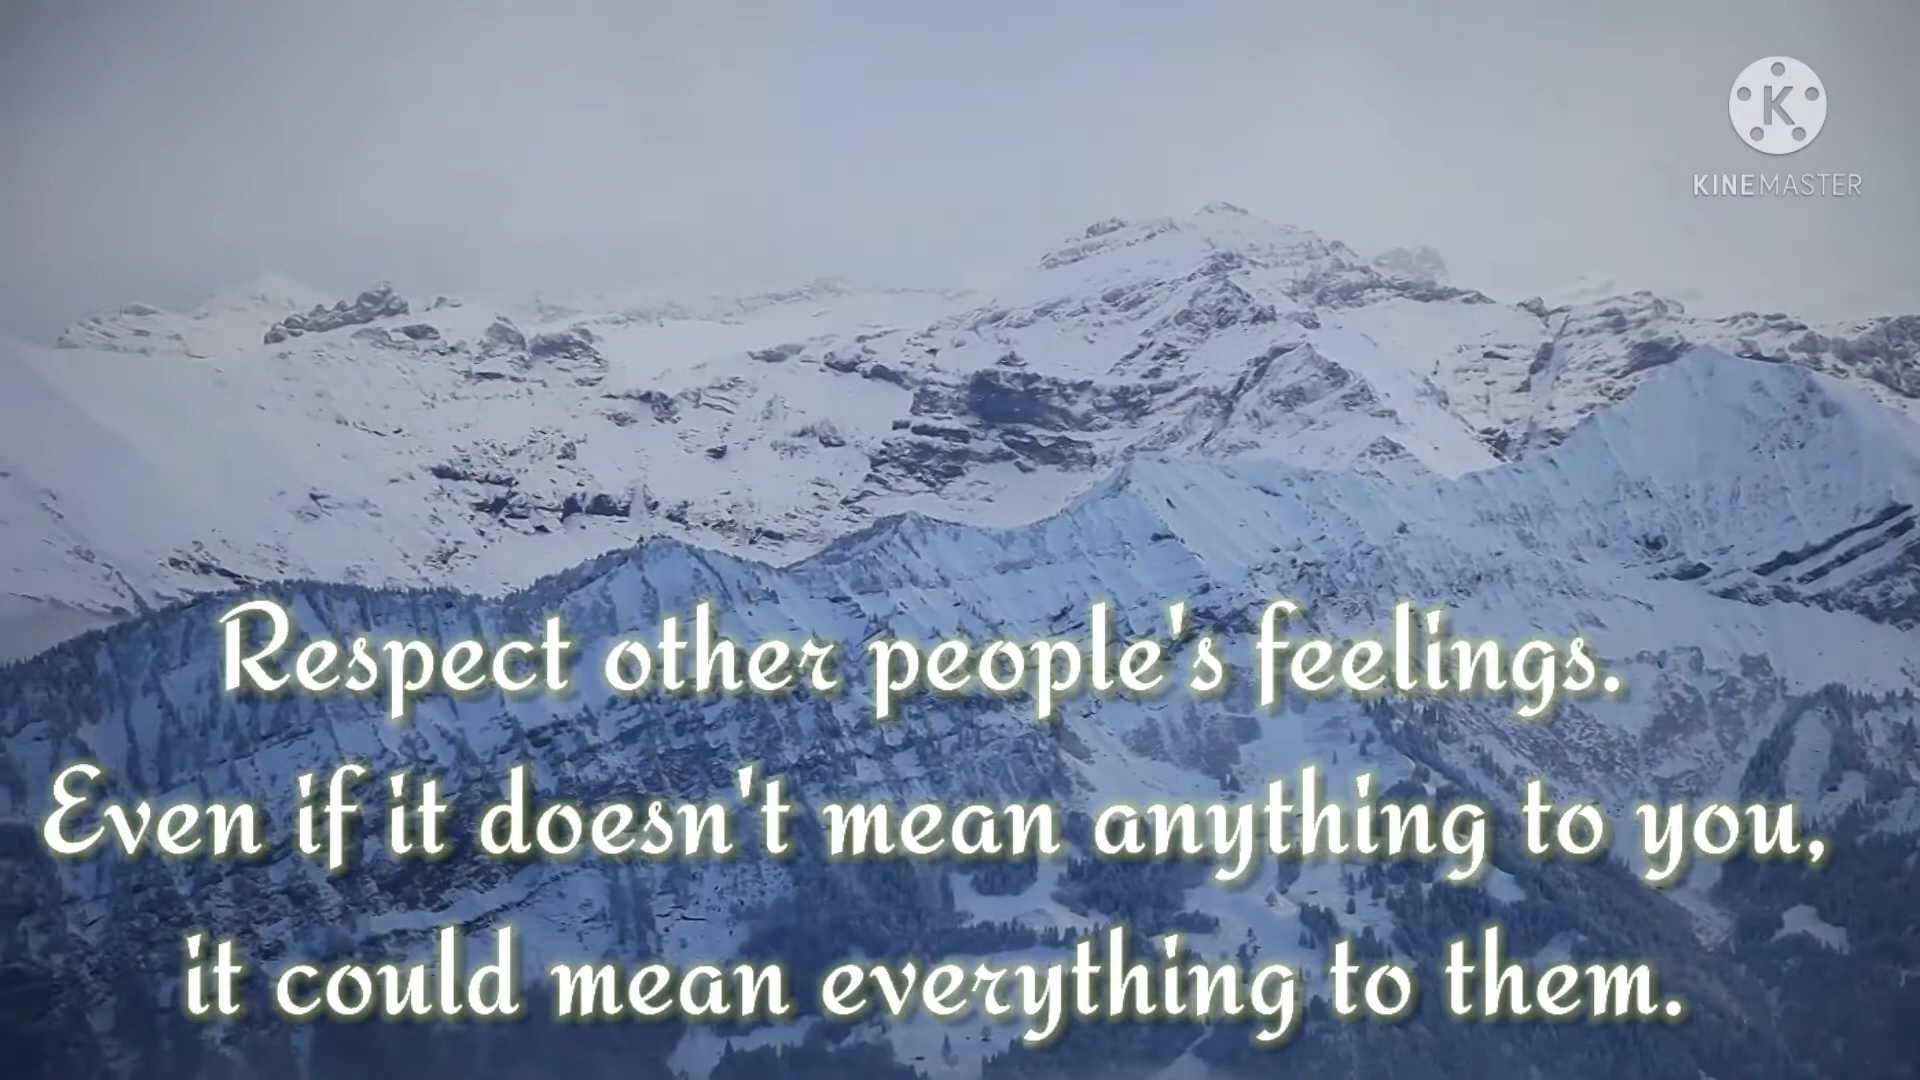 K
KINEMASTER
Respect other people's feelings.
Even if it doesn't mean anything to you,
it could mean everything to them.